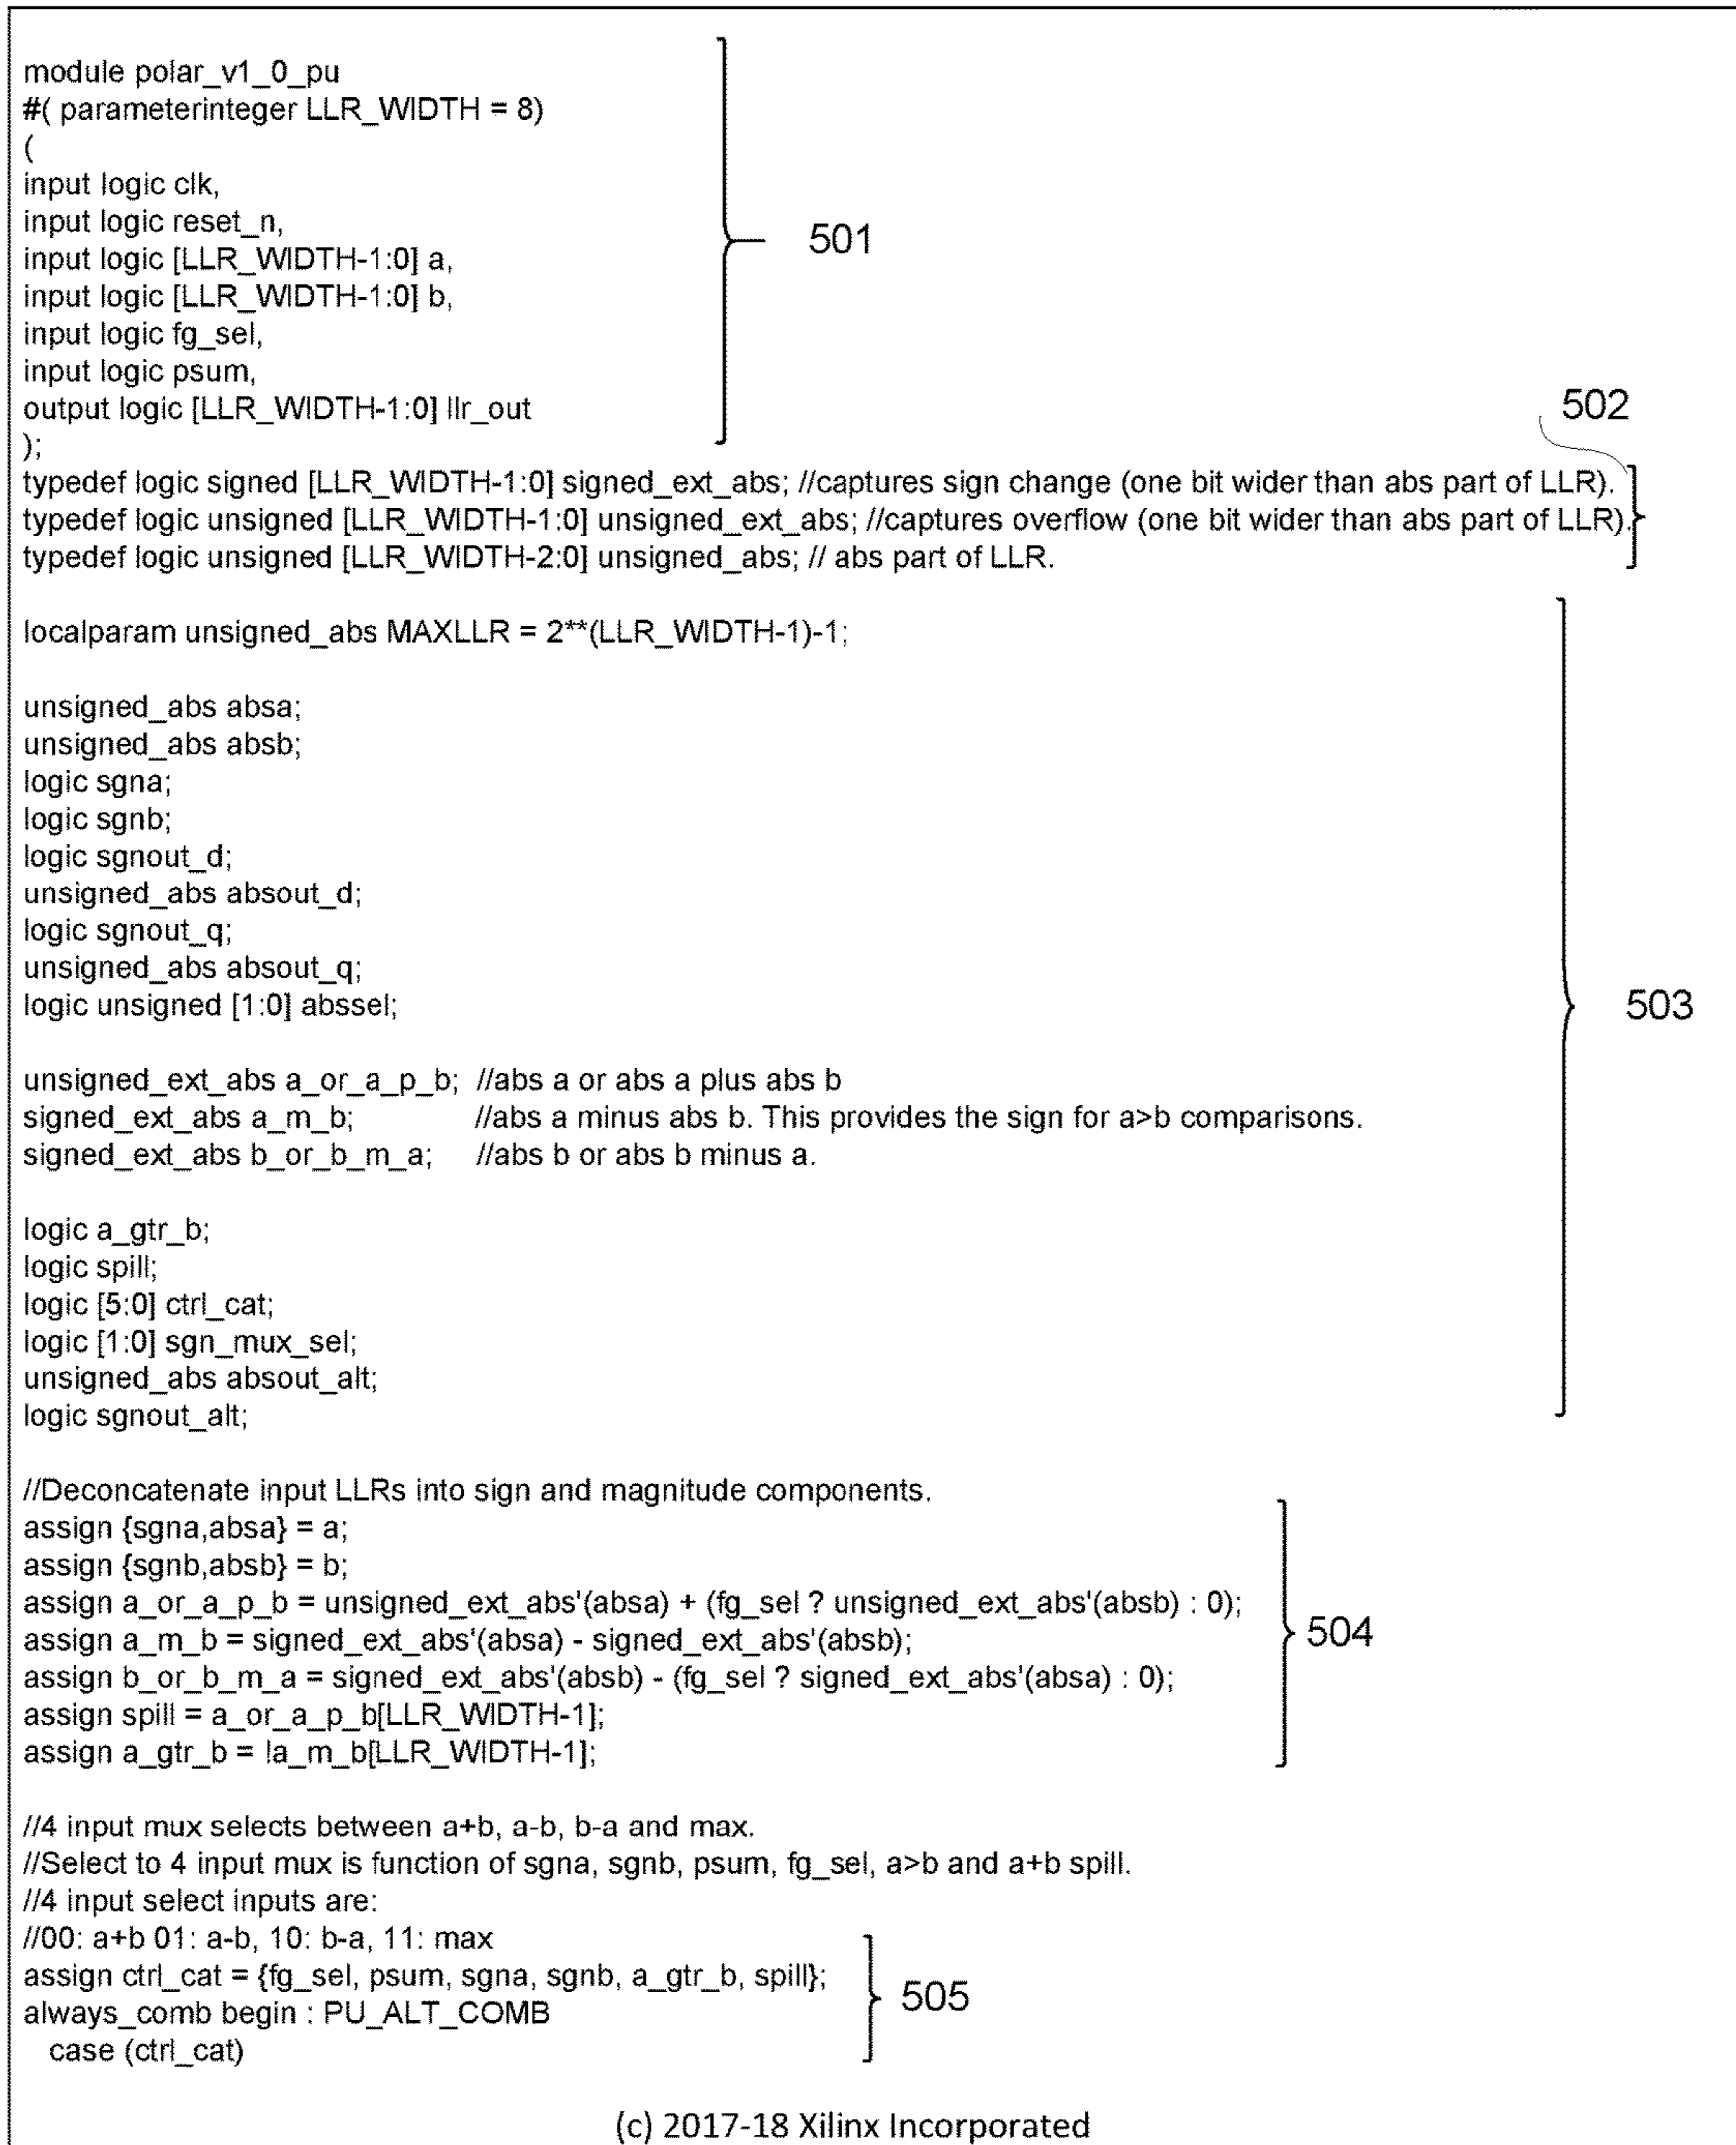 module polar_v1_0_pu
#( parameterinteger LLR_WIDTH = 8)
(
input logic clk,
input logic reset_n,
input logic [LLR_WIDTH-1:0] a,
input logic [LLR_WIDTH-1:0] b,
input logic fg_sel,
input logic psum,
output logic [LLR_WIDTH-1:0] llr_out
);
501
502
typedef logic signed [LLR_WIDTH-1:0] signed_ext_abs; //captures sign change (one bit wider than abs part of LLR).
typedef logic unsigned [LLR_WIDTH-1:0] unsigned_ext_abs; //captures overflow (one bit wider than abs part of LLR).
typedef logic unsigned [LLR_WIDTH-2:0] unsigned_abs; // abs part of LLR.
localparam unsigned_abs MAXLLR = 2**(LLR_WIDTH-1)-1;
unsigned_abs absa;
unsigned_abs absb;
logic sgna;
logic sgnb;
logic sgnout_d;
unsigned_abs absout_d;
logic sgnout_q;
unsigned_abs absout_q;
logic unsigned [1:0] abssel;
503
unsigned_ext_abs a_or_a_p_b; //abs a or abs a plus abs b
signed_ext_abs a_m_b; //abs a minus abs b. This provides the sign for a>b comparisons.
signed_ext_abs b_or_b_m_a; //abs b or abs b minus a.
logic a_gtr_b;
logic spill;
logic [5:0] ctrl_cat;
logic [1:0] sgn_mux_sel;
unsigned_abs absout_alt;
logic sgnout_alt;
//Deconcatenate input LLRs into sign and magnitude components.
assign {sgna,absa} = a;
assign {sgnb,absb} = b;
assign a_or_a_p_b = unsigned_ext_abs'(absa) + (fg_sel ? unsigned_ext_abs'(absb) : 0);
assign a_m_b = signed_ext_abs'(absa) - signed_ext_abs'(absb);
assign b_or_b_m_a = signed_ext_abs'(absb) - (fg_sel ? signed_ext_abs'(absa) : 0);
assign spill = a_or_a_p_b[LLR_WIDTH-1];
assign a_gtr_b = !a_m_b[LLR_WIDTH-1];
504
//4 input mux selects between a+b, a-b, b-a and max.
//Select to 4 input mux is function of sgna, sgnb, psum, fg_sel, a>b and a+b spill.
//4 input select inputs are:
//00: a+b 01: a-b, 10: b-a, 11: max
assign ctrl_cat = {fg_sel, psum, sgna, sgnb, a_gtr_b, spill};
always_comb begin : PU_ALT_COMB
case (ctrl_cat)
505
(c) 2017-18 Xilinx Incorporated